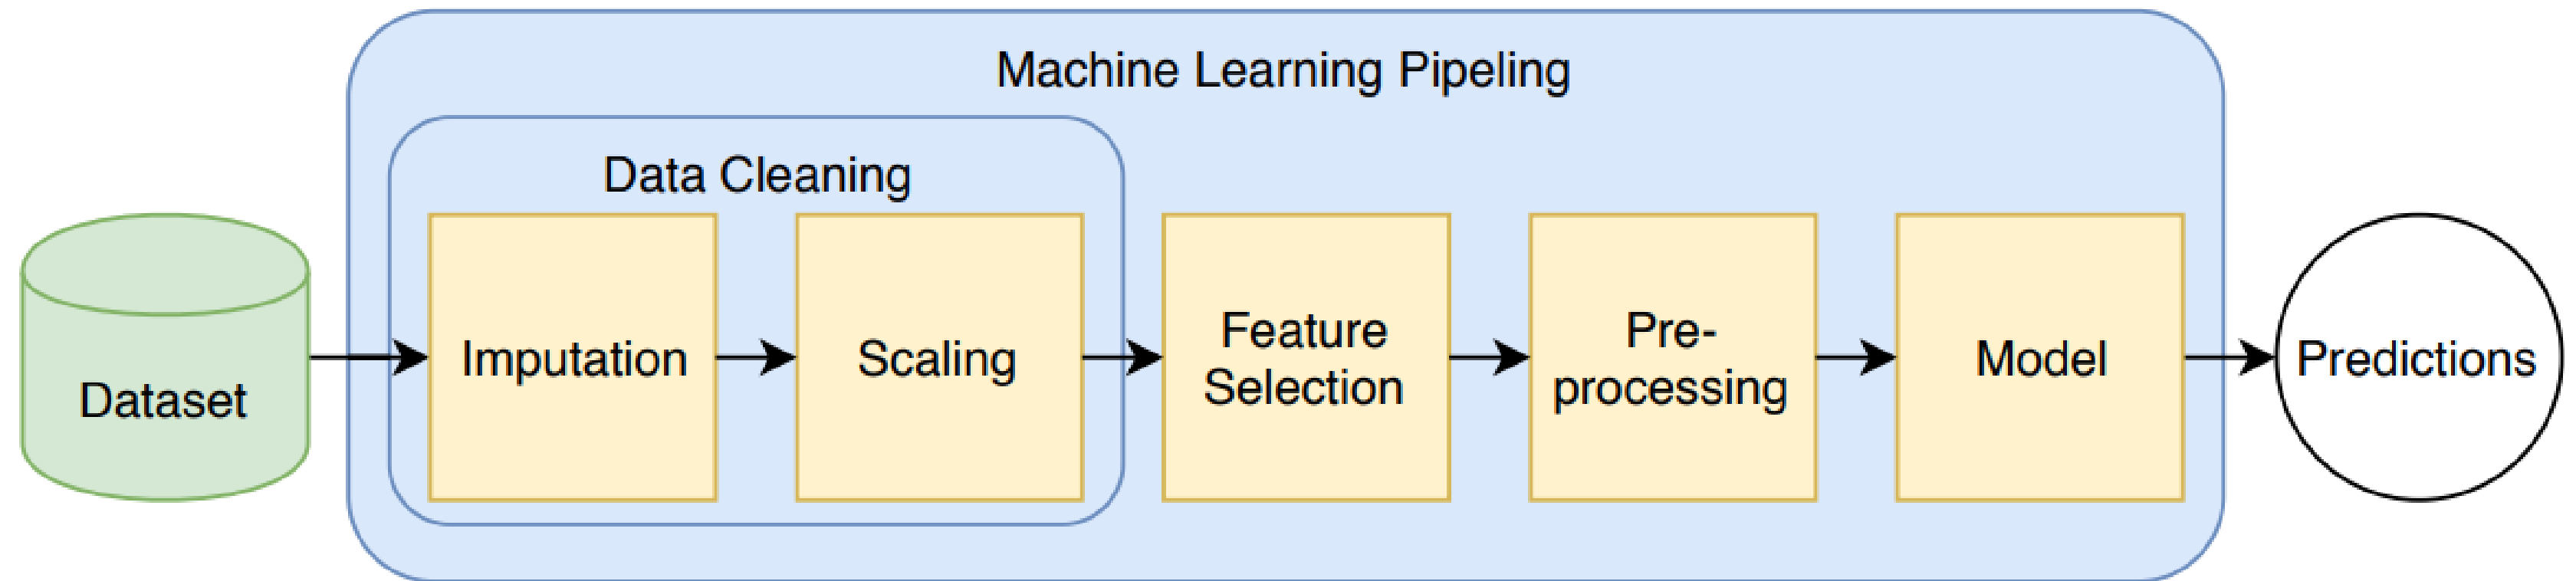 Machine Learning Pipeling
Data Cleaning
Dataset
Imputation
Scaling
Feature
Selection
Pre-
processing
Model
Predictions